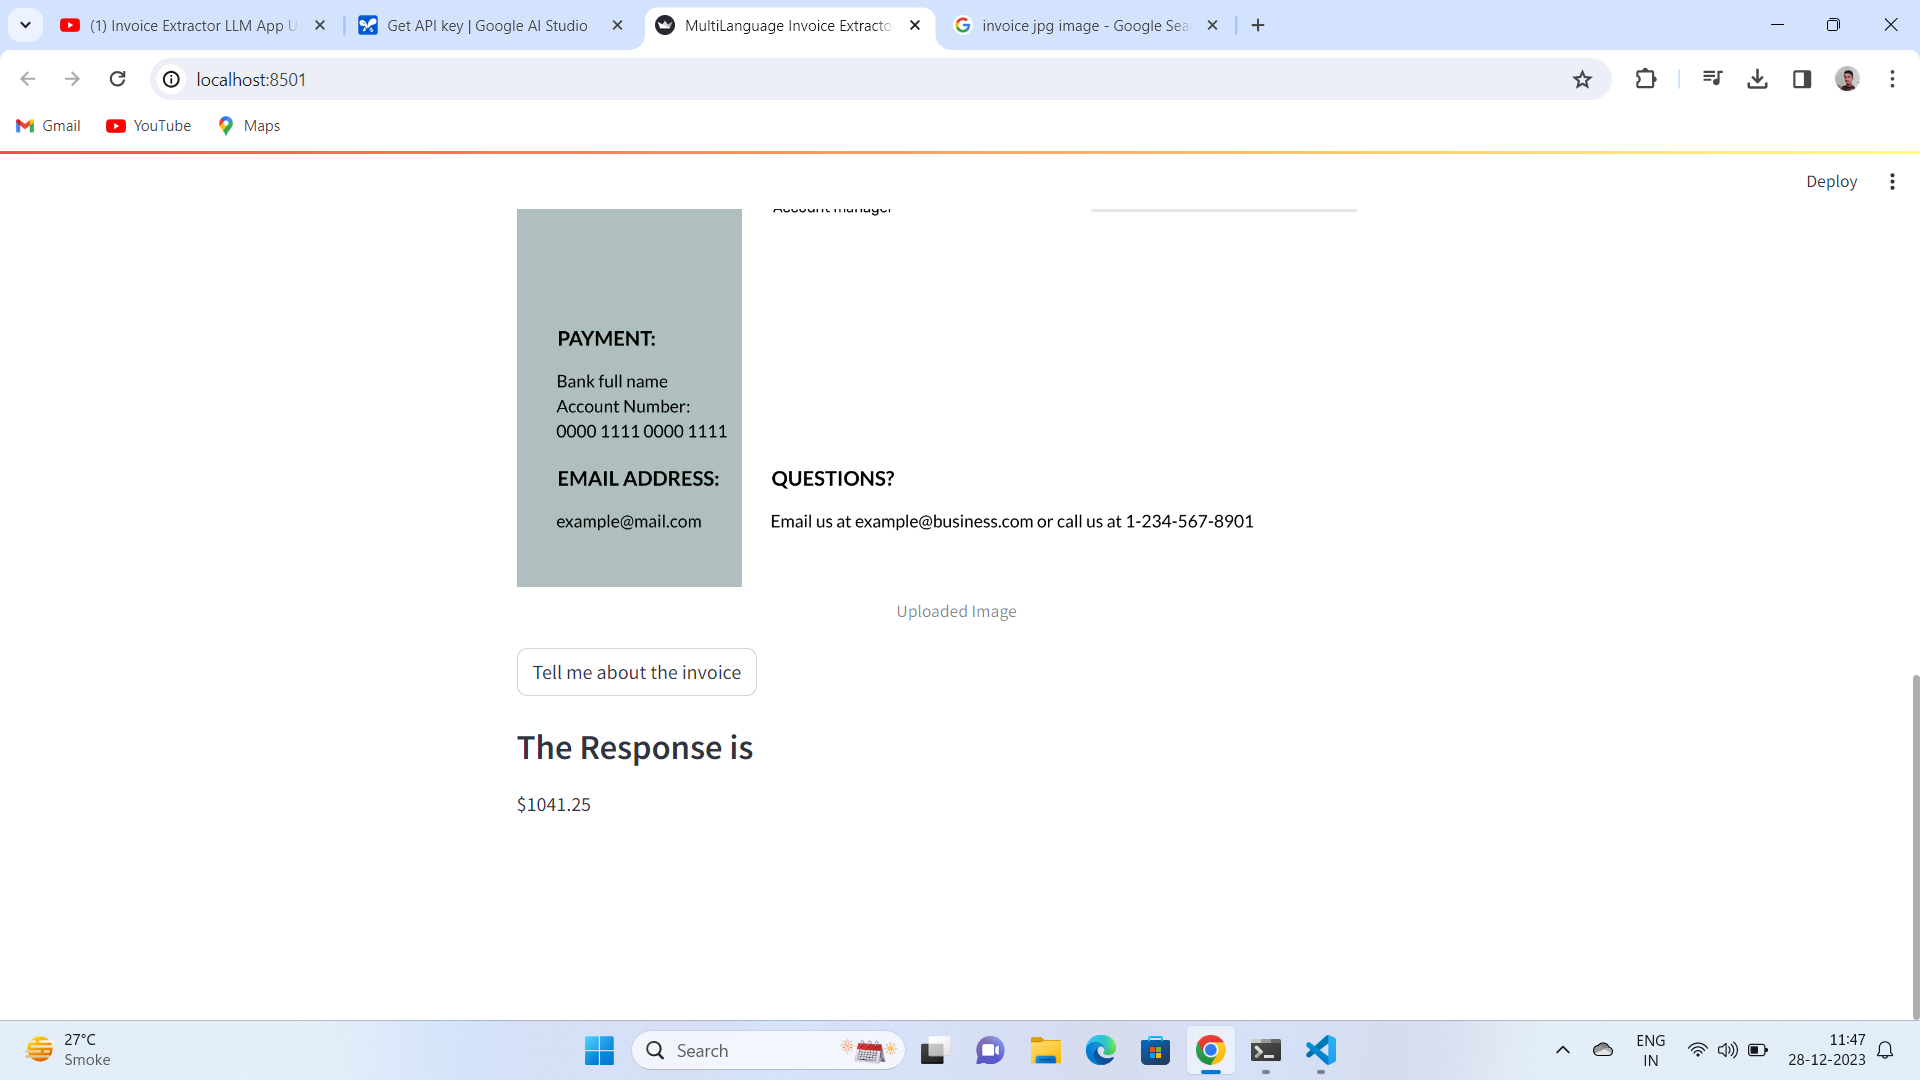 (1) Invoice Extractor LLM App U
Get API key | Google AI Studio
MultiLanguage Invoice Extracto
invoice jpg image - Google Sea
localhost:8501
Gmail
YouTube
Maps
Deploy
Account manager
PAYMENT:
Bank full name
Account Number:
0000 1111 0000 1111
EMAIL ADDRESS:
QUESTIONS?
example@mail.com
Email us at example@business.com or call us at 1-234-567-8901
Uploaded Image
Tell me about the invoice
The Response is
$1041.25
27°C
Smoke
Search
ENG
IN
11:47
28-12-2023